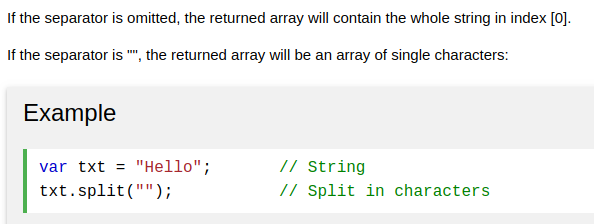 If the separator is omitted, the returned array will contain the whole string in index [0].
If the separator is "", the returned array will be an array of single characters:
Example
var txt = "Hello";       // String
txt.split("");           // Split in characters